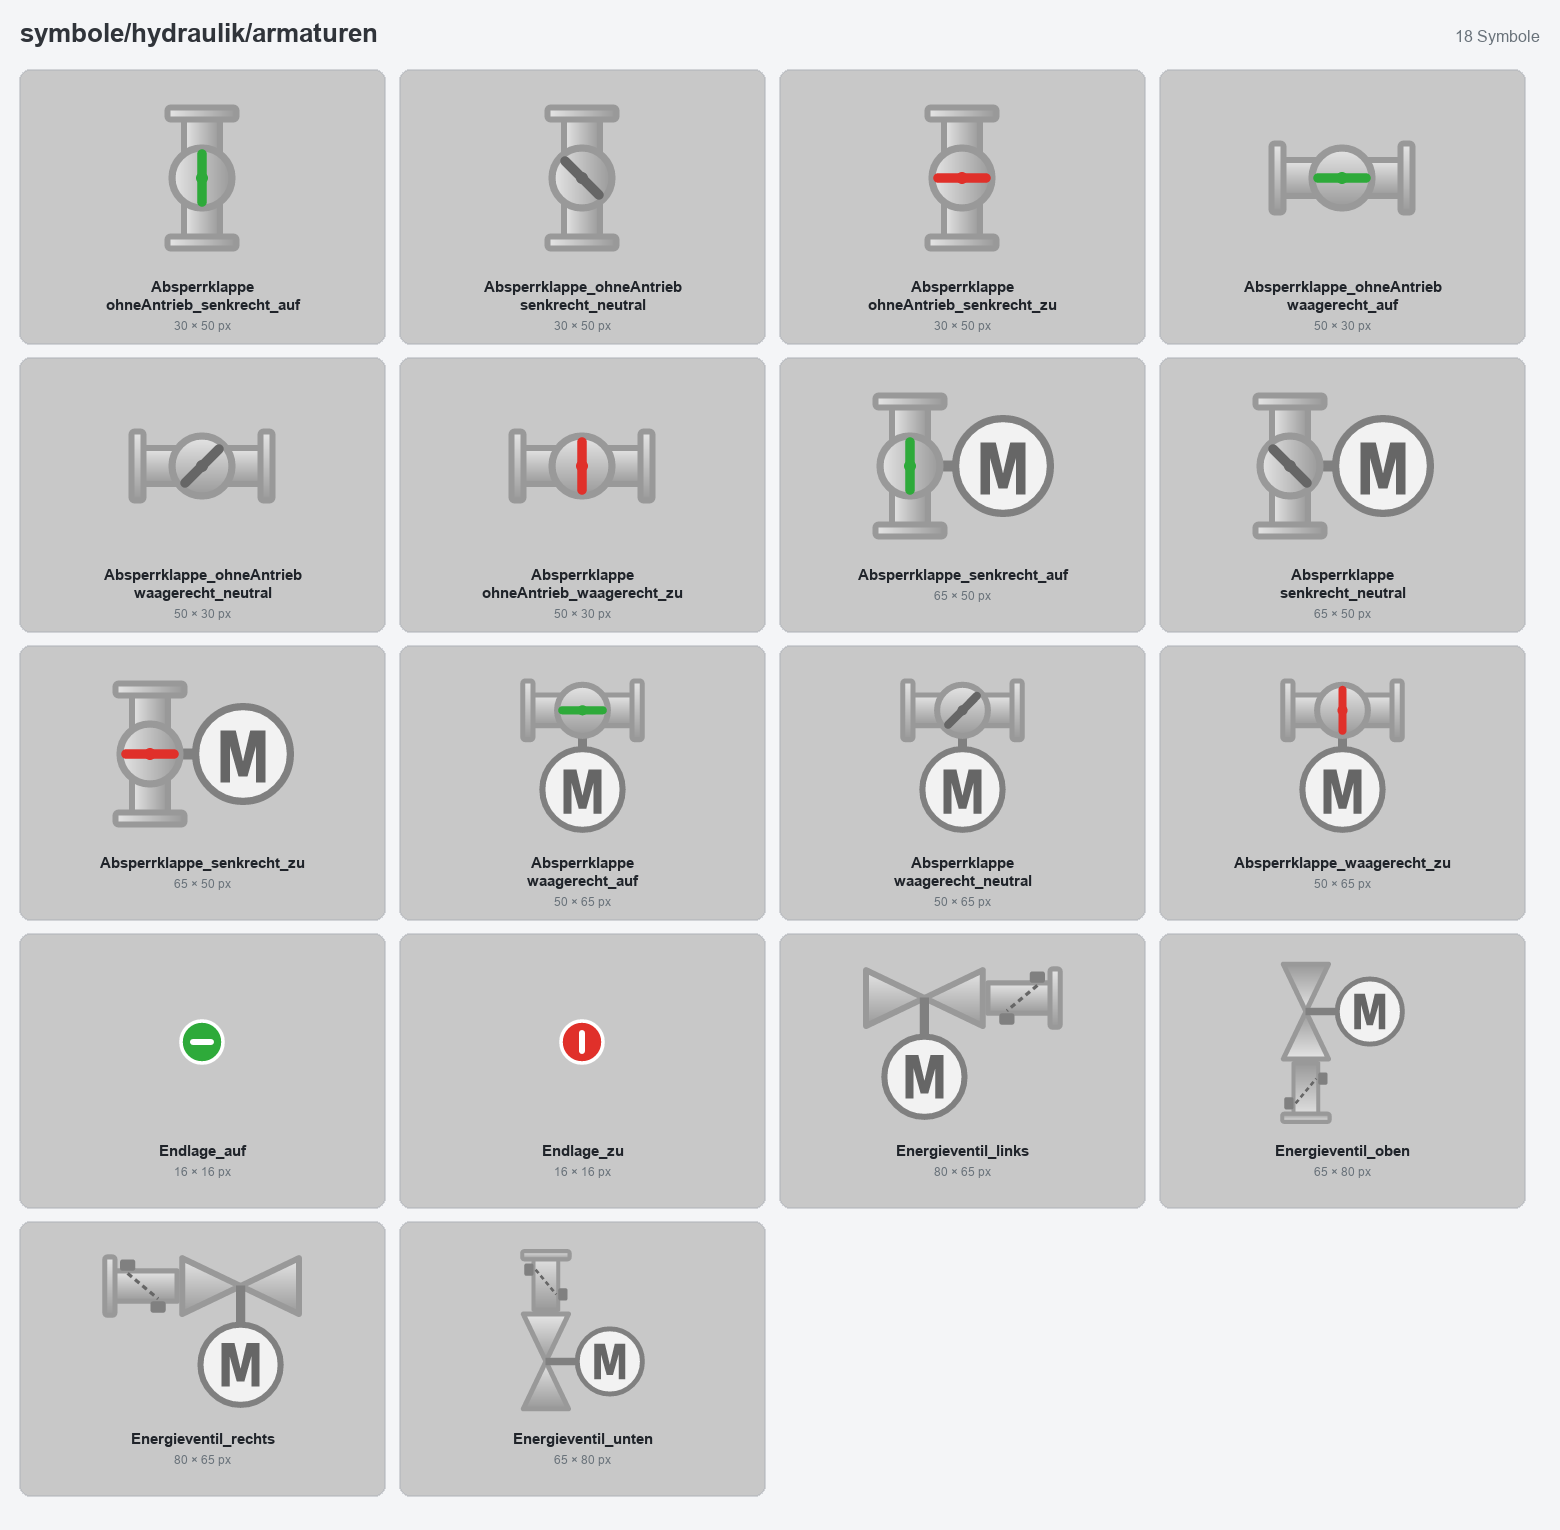 symbole/hydraulik/armaturen
18 Symbole
Absperrklappe
ohneAntrieb_senkrecht_auf
30 × 50 px
Absperrklappe_ohneAntrieb
senkrecht_neutral
30 × 50 px
Absperrklappe
ohneAntrieb_senkrecht_zu
30 × 50 px
Absperrklappe_ohneAntrieb
waagerecht_auf
50 × 30 px
Absperrklappe_ohneAntrieb
waagerecht_neutral
50 × 30 px
Absperrklappe
ohneAntrieb_waagerecht_zu
50 × 30 px
M
Absperrklappe_senkrecht_auf
65 × 50 px
M
Absperrklappe
senkrecht_neutral
65 × 50 px
M
Absperrklappe_senkrecht_zu
65 × 50 px
M
Absperrklappe
waagerecht_auf
50 × 65 px
M
Absperrklappe
waagerecht_neutral
50 × 65 px
M
Absperrklappe_waagerecht_zu
50 × 65 px
Endlage_auf
16 × 16 px
Endlage_zu
16 × 16 px
M
Energieventil_links
80 × 65 px
M
Energieventil_oben
65 × 80 px
M
Energieventil_rechts
80 × 65 px
M
Energieventil_unten
65 × 80 px